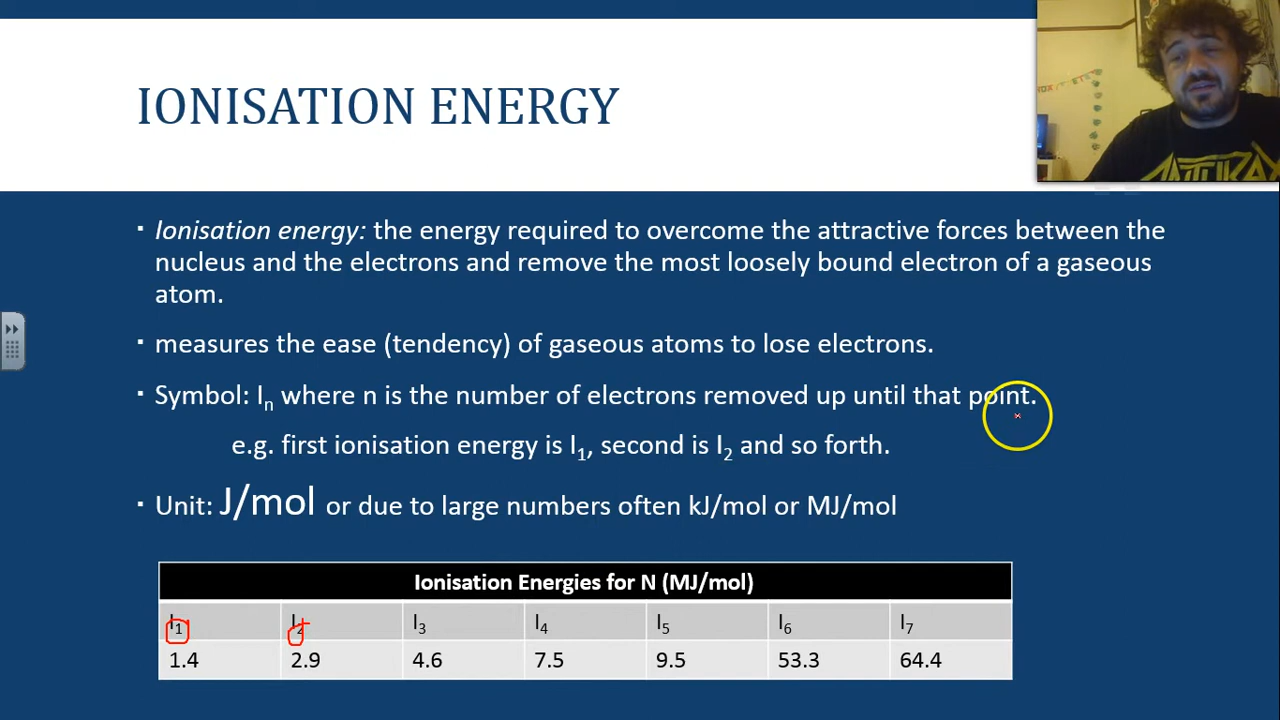 IONISATION ENERGY
ANTHRAX
Ionisation energy: the energy required to overcome the attractive forces between the
nucleus and the electrons and remove the most loosely bound electron of a gaseous
atom.
measures the ease (tendency) of gaseous atoms to lose electrons.
Symbol: Iₙ where n is the number of electrons removed up until that point.
e.g. first ionisation energy is I₁, second is I₂ and so forth.
Unit: J/mol or due to large numbers often kJ/mol or MJ/mol
Ionisation Energies for N (MJ/mol)
I₁ I₂ I₃ I₄ I₅ I₆ I₇
1.4 2.9 4.6 7.5 9.5 53.3 64.4